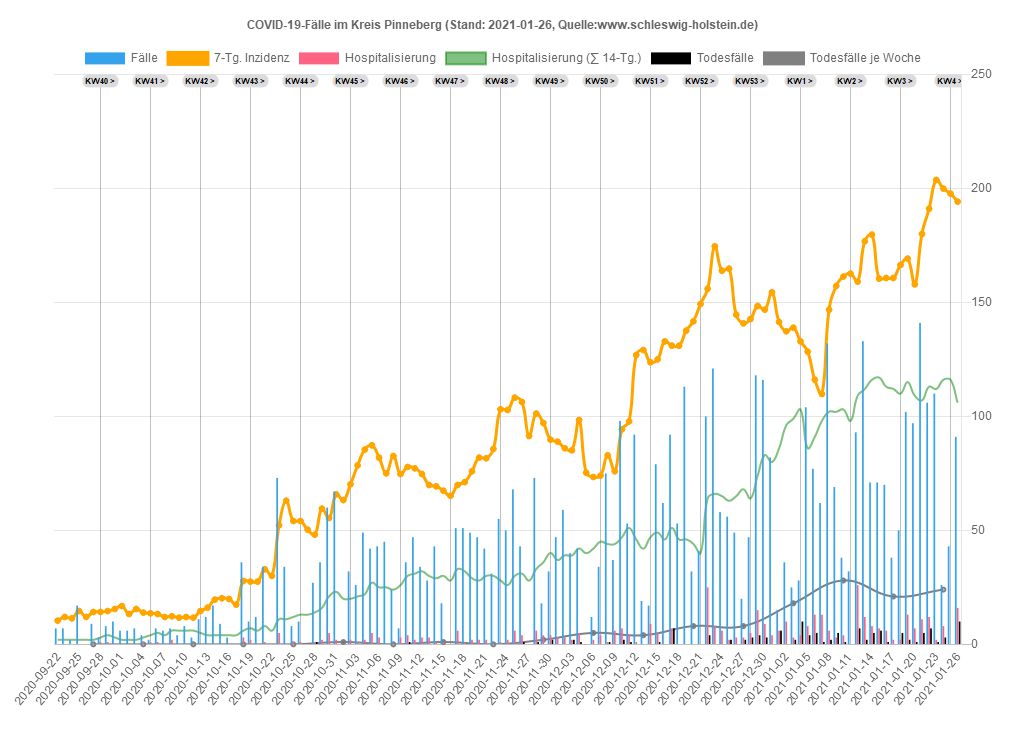 COVID-19-Fälle im Kreis Pinneberg (Stand: 2021-01-26, Quelle:www.schleswig-holstein.de)
Fälle 7-Tg. Inzidenz Hospitalisierung Hospitalisierung (∑ 14-Tg.) Todesfälle Todesfälle je Woche
KW40 > KW41 > KW42 > KW43 > KW44 > KW45 > KW46 > KW47 > KW48 > KW49 > KW50 > KW51 > KW52 > KW53 > KW1 > KW2 > KW3 > KW4 >
250
200
150
100
50
0
2020-09-22 2020-09-25 2020-09-28 2020-10-01 2020-10-04 2020-10-07 2020-10-10 2020-10-13 2020-10-16 2020-10-19 2020-10-22 2020-10-25 2020-10-28 2020-10-31 2020-11-03 2020-11-06 2020-11-09 2020-11-12 2020-11-15 2020-11-18 2020-11-21 2020-11-24 2020-11-27 2020-11-30 2020-12-03 2020-12-06 2020-12-09 2020-12-12 2020-12-15 2020-12-18 2020-12-21 2020-12-24 2020-12-27 2020-12-30 2021-01-02 2021-01-05 2021-01-08 2021-01-11 2021-01-14 2021-01-17 2021-01-20 2021-01-23 2021-01-26